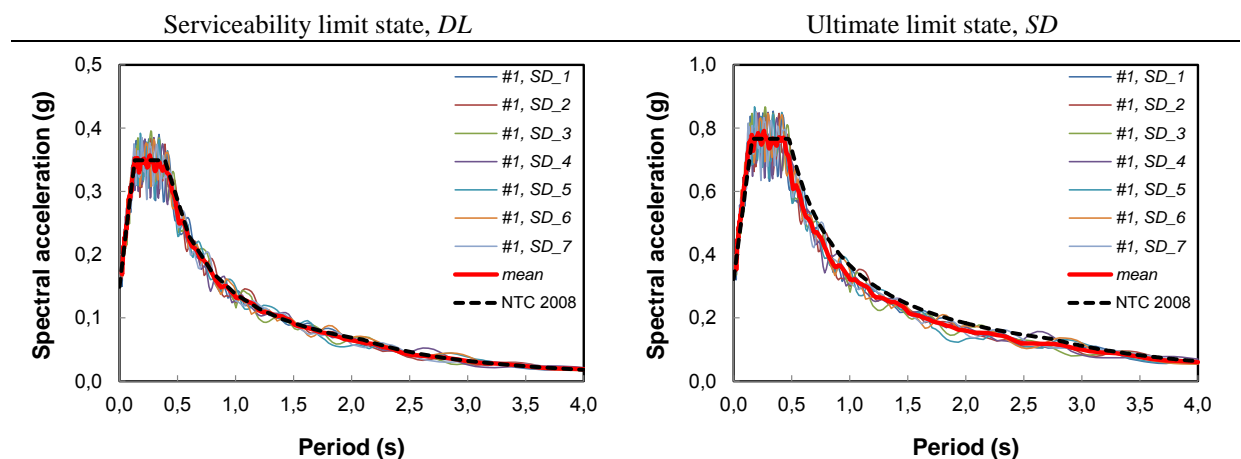 Serviceability limit state, DL
Spectral acceleration (g)
0,5
0,4
0,3
0,2
0,1
0,0
#1, SD_1
#1, SD_2
#1, SD_3
#1, SD_4
#1, SD_5
#1, SD_6
#1, SD_7
mean
NTC 2008
0,0 0,5 1,0 1,5 2,0 2,5 3,0 3,5 4,0
Period (s)
Ultimate limit state, SD
Spectral acceleration (g)
1,0
0,8
0,6
0,4
0,2
0,0
#1, SD_1
#1, SD_2
#1, SD_3
#1, SD_4
#1, SD_5
#1, SD_6
#1, SD_7
mean
NTC 2008
0,0 0,5 1,0 1,5 2,0 2,5 3,0 3,5 4,0
Period (s)